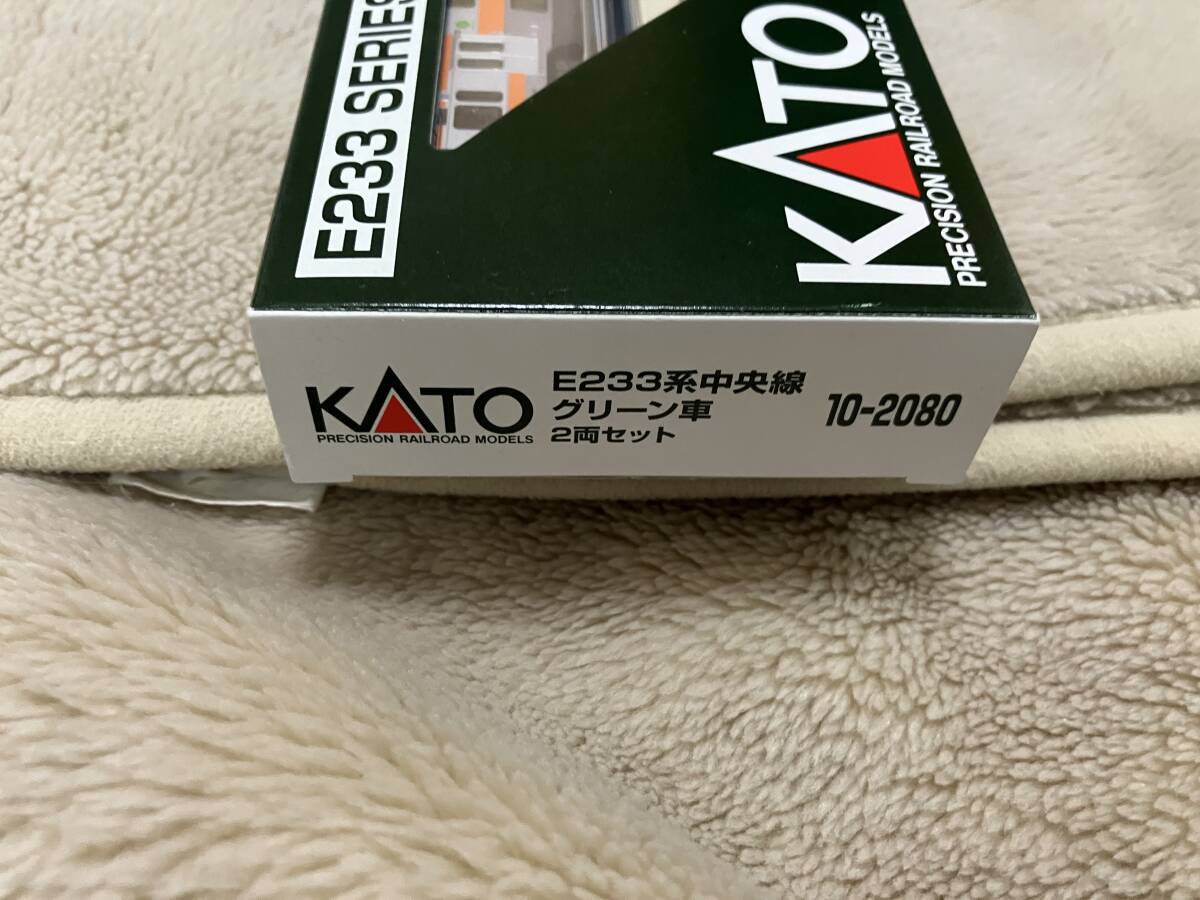 E233 SERIES
KATO
PRECISION RAILROAD MODELS
KATO
PRECISION RAILROAD MODELS
E233系中央線
グリーン車
2両セット
10-2080